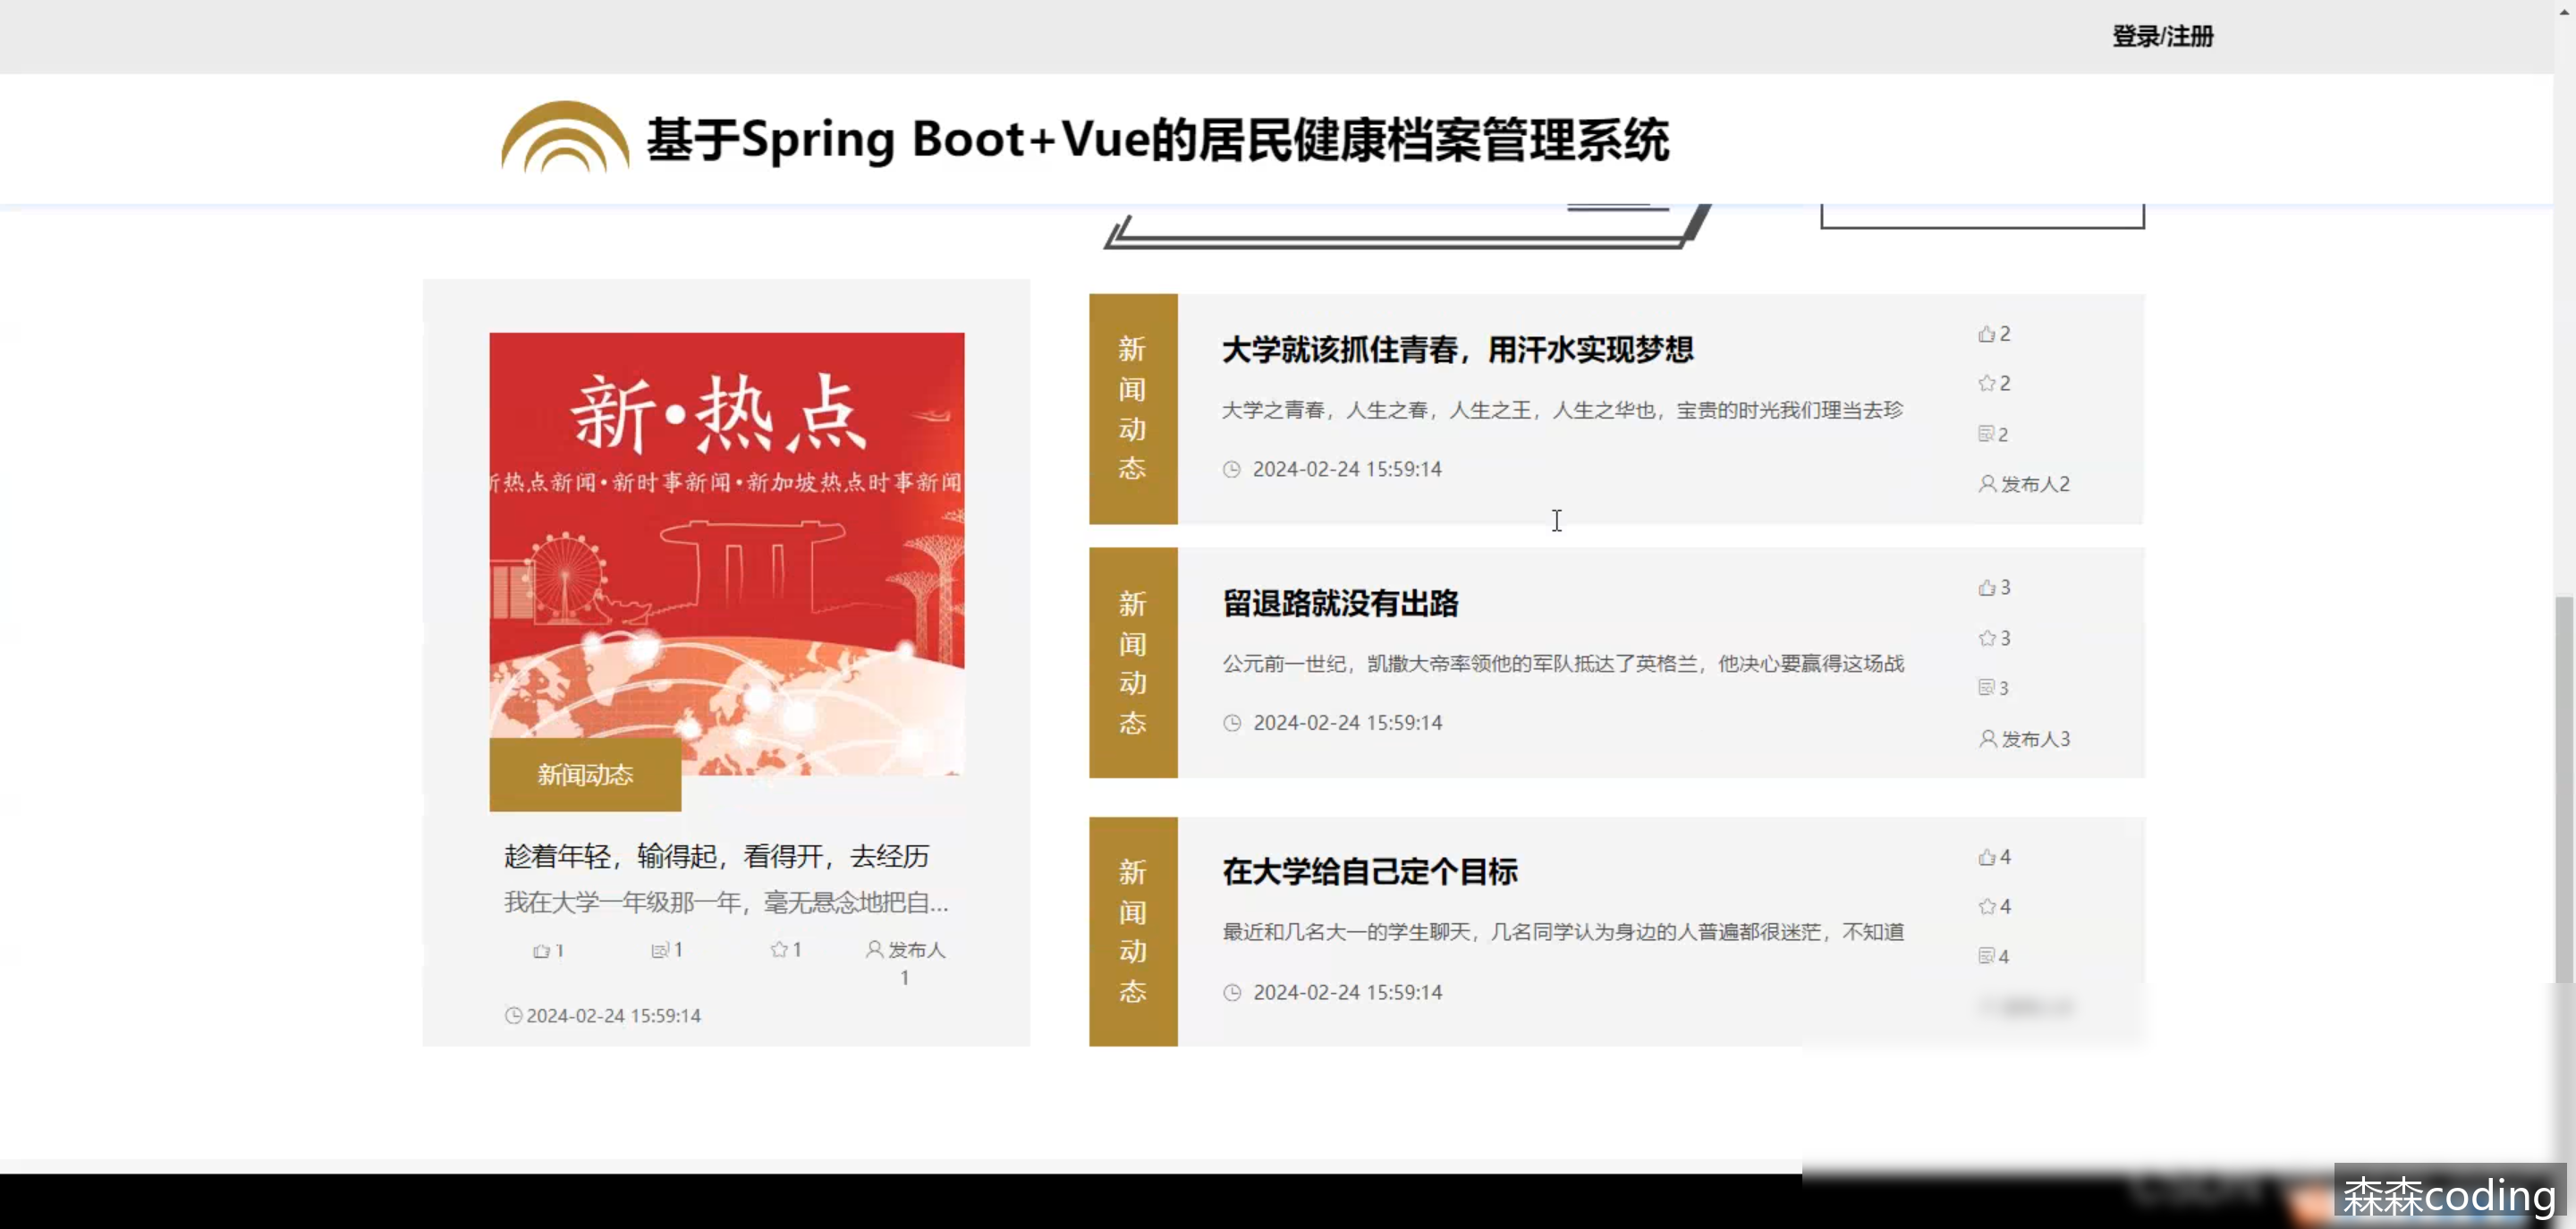 登录/注册
基于Spring Boot+Vue的居民健康档案管理系统
新·热点
热点新闻·新时事新闻·新加坡热点时事新闻
新闻动态
趁着年轻，输得起，看得开，去经历
我在大学一年级那一年，毫无悬念地把自...
1 1 1 发布人
1
2024-02-24 15:59:14
新闻动态
大学就该抓住青春，用汗水实现梦想
大学之青春，人生之春，人生之王，人生之华也，宝贵的时光我们理当去珍
2024-02-24 15:59:14
2
2
2
发布人2
新闻动态
留退路就没有出路
公元前一世纪，凯撒大帝率领他的军队抵达了英格兰，他决心要赢得这场战
2024-02-24 15:59:14
3
3
3
发布人3
新闻动态
在大学给自己定个目标
最近和几名大一的学生聊天，几名同学认为身边的人普遍都很迷茫，不知道
2024-02-24 15:59:14
4
4
4
森森coding